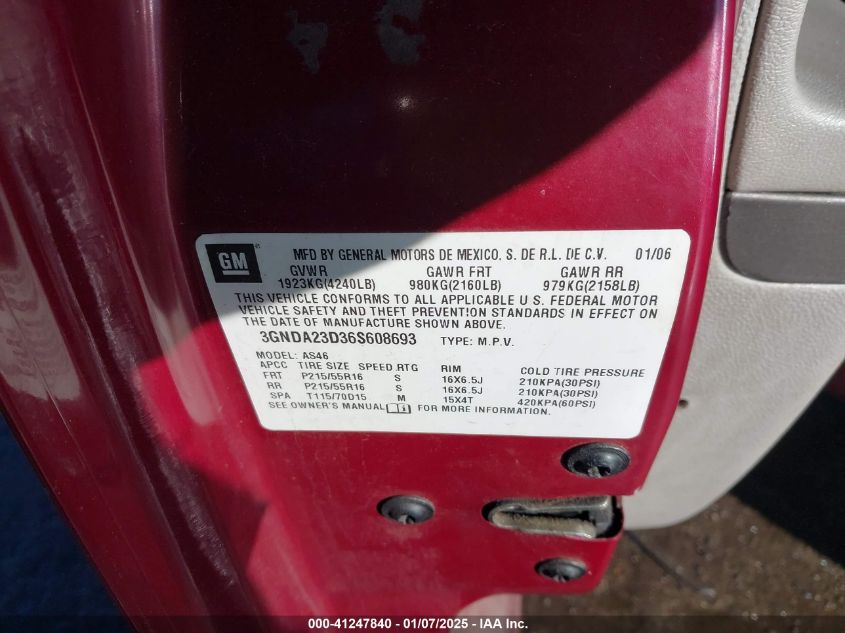 GM MFD BY GENERAL MOTORS DE MEXICO, S. DE R.L. DE C.V. 01/06
GVWR GAWR FRT GAWR RR
1923KG(4240LB) 980KG(2160LB) 979KG(2158LB)
THIS VEHICLE CONFORMS TO ALL APPLICABLE U S. FEDERAL MOTOR
VEHICLE SAFETY AND THEFT PREVENTION STANDARDS IN EFFECT ON
THE DATE OF MANUFACTURE SHOWN ABOVE.
3GNDA23D36S608693 TYPE: M.P.V.
MODEL: AS46
APCC TIRE SIZE SPEED RTG RIM COLD TIRE PRESSURE
FRT P215/55R16 S 16X6.5J 210KPA(30PSI)
RR P215/55R16 S 16X6.5J 210KPA(30PSI)
SPA T115/70D15 M 15X4T 420KPA(60PSI)
SEE OWNER'S MANUAL FOR MORE INFORMATION.
000-41247840 - 01/07/2025 - IAA Inc.